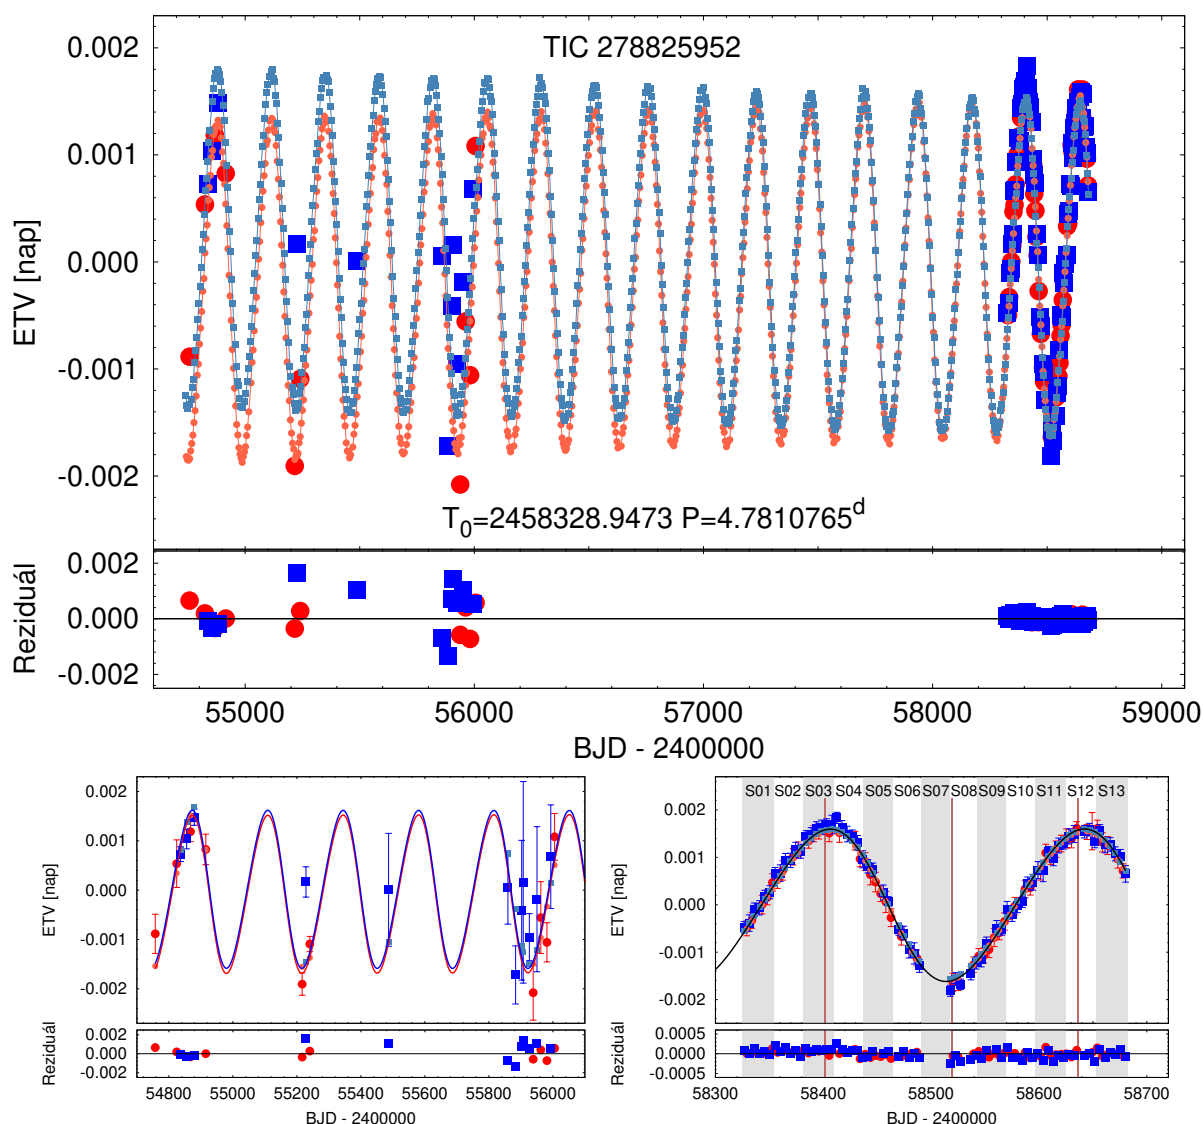 TIC 278825952
0.002
0.001
0.000
-0.001
-0.002
ETV [nap]
T0=2458328.9473 P=4.7810765d
0.002
0.000
-0.002
Reziduál
55000 56000 57000 58000 59000
BJD - 2400000
0.002
0.001
0.000
-0.001
-0.002
ETV [nap]
0.002
0.000
-0.002
Reziduál
54800 55000 55200 55400 55600 55800 56000
BJD - 2400000
S01 S02 S03 S04 S05 S06 S07 S08 S09 S10 S11 S12 S13
0.002
0.001
0.000
-0.001
-0.002
ETV [nap]
0.0005
0.0000
-0.0005
Reziduál
58300 58400 58500 58600 58700
BJD - 2400000